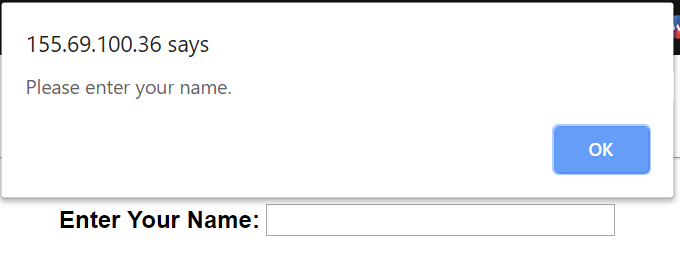 155.69.100.36 says
Please enter your name.
OK
Enter Your Name: